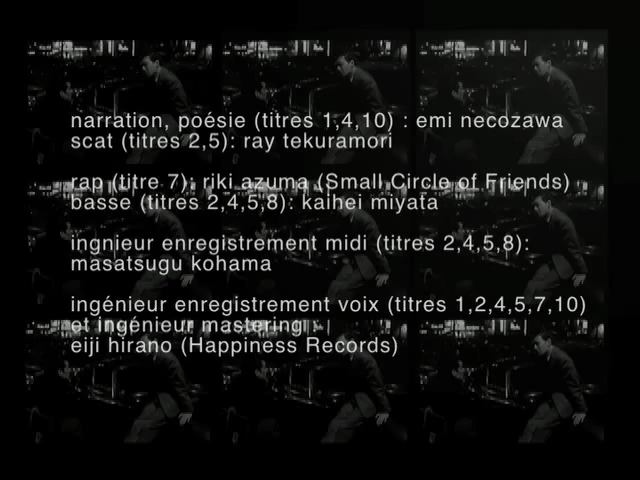 narration, poésie (titres 1,4,10) : emi necozawa
scat (titres 2,5): ray tekuramori
rap (titre 7): riki azuma (Small Circle of Friends)
basse (titres 2,4,5,8): kaihei miyata
ingnieur enregistrement midi (titres 2,4,5,8):
masatsugu kohama
ingénieur enregistrement voix (titres 1,2,4,5,7,10)
et ingénieur mastering :
eiji hirano (Happiness Records)